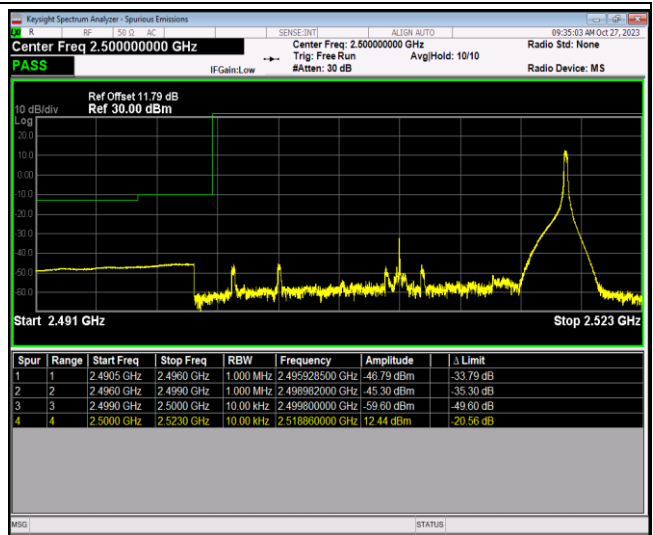 Keysight Spectrum Analyzer - Spurious Emissions
R RF 50 Ω AC SENSE:INT ALIGN AUTO 09:35:03 AM Oct 27, 2023
Center Freq 2.500000000 GHz Center Freq: 2.500000000 GHz Radio Std: None
Trig: Free Run Avg|Hold: 10/10
PASS IFGain:Low #Atten: 30 dB Radio Device: MS
Ref Offset 11.79 dB
10 dB/div Ref 30.00 dBm
Log
20.0
10.0
0.00
-10.0
-20.0
-30.0
-40.0
-50.0
-60.0
Start 2.491 GHz Stop 2.523 GHz
Spur Range Start Freq Stop Freq RBW Frequency Amplitude Δ Limit
1 1 2.4905 GHz 2.4960 GHz 1.000 MHz 2.495928500 GHz -46.79 dBm -33.79 dB
2 2 2.4960 GHz 2.4990 GHz 1.000 MHz 2.498982000 GHz -45.30 dBm -35.30 dB
3 3 2.4990 GHz 2.5000 GHz 10.00 kHz 2.499800000 GHz -59.60 dBm -49.60 dB
4 4 2.5000 GHz 2.5230 GHz 10.00 kHz 2.518860000 GHz 12.44 dBm -20.56 dB
MSG STATUS